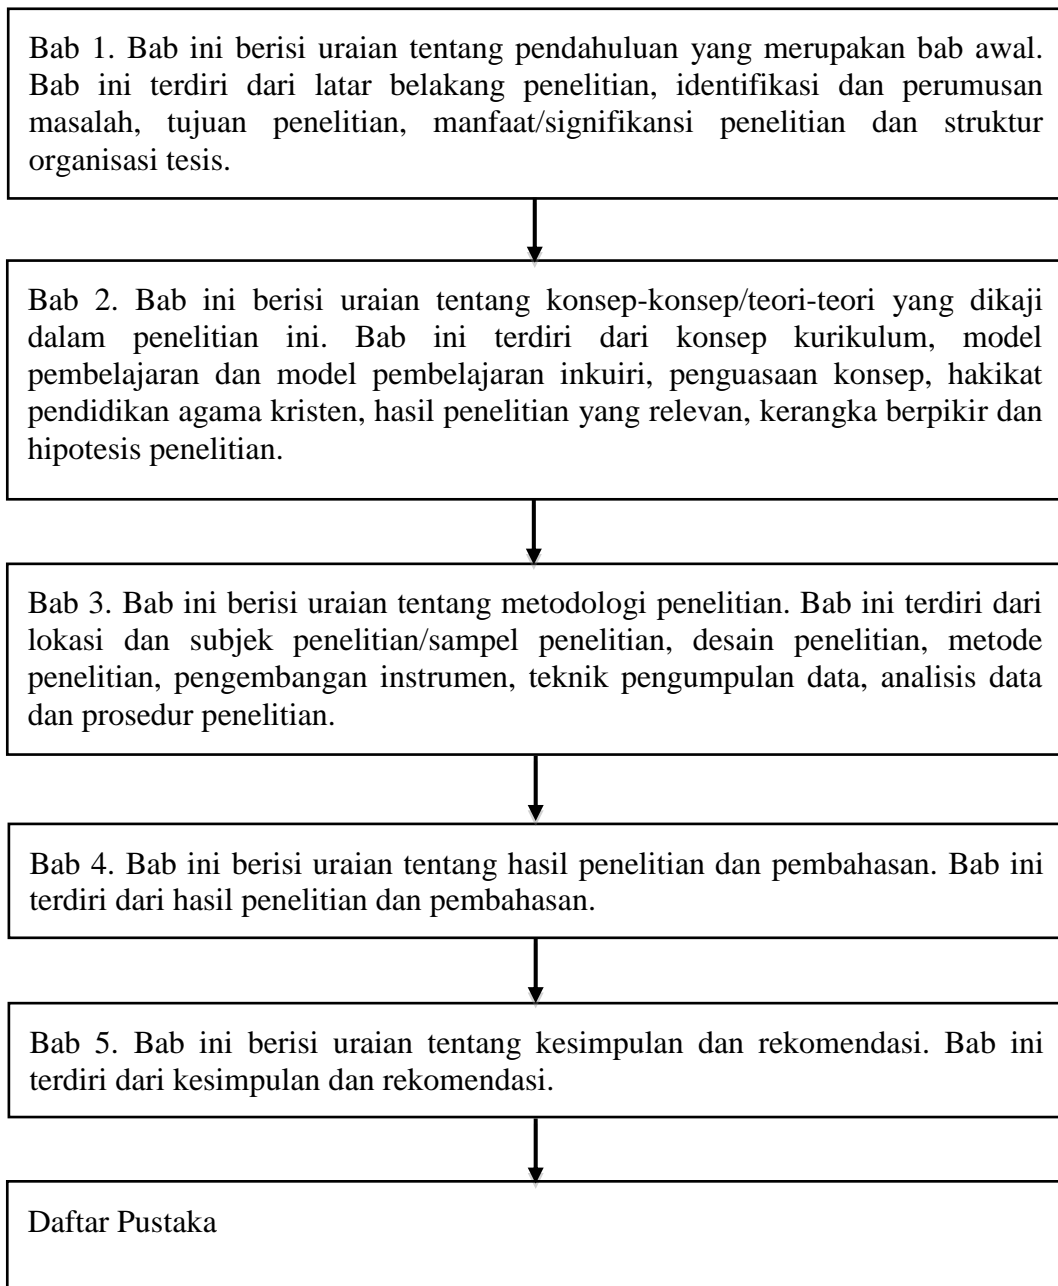 Bab 1. Bab ini berisi uraian tentang pendahuluan yang merupakan bab awal.
Bab ini terdiri dari latar belakang penelitian, identifikasi dan perumusan
masalah, tujuan penelitian, manfaat/signifikansi penelitian dan struktur
organisasi tesis.
Bab 2. Bab ini berisi uraian tentang konsep-konsep/teori-teori yang dikaji
dalam penelitian ini. Bab ini terdiri dari konsep kurikulum, model
pembelajaran dan model pembelajaran inkuiri, penguasaan konsep, hakikat
pendidikan agama kristen, hasil penelitian yang relevan, kerangka berpikir dan
hipotesis penelitian.
Bab 3. Bab ini berisi uraian tentang metodologi penelitian. Bab ini terdiri dari
lokasi dan subjek penelitian/sampel penelitian, desain penelitian, metode
penelitian, pengembangan instrumen, teknik pengumpulan data, analisis data
dan prosedur penelitian.
Bab 4. Bab ini berisi uraian tentang hasil penelitian dan pembahasan. Bab ini
terdiri dari hasil penelitian dan pembahasan.
Bab 5. Bab ini berisi uraian tentang kesimpulan dan rekomendasi. Bab ini
terdiri dari kesimpulan dan rekomendasi.
Daftar Pustaka